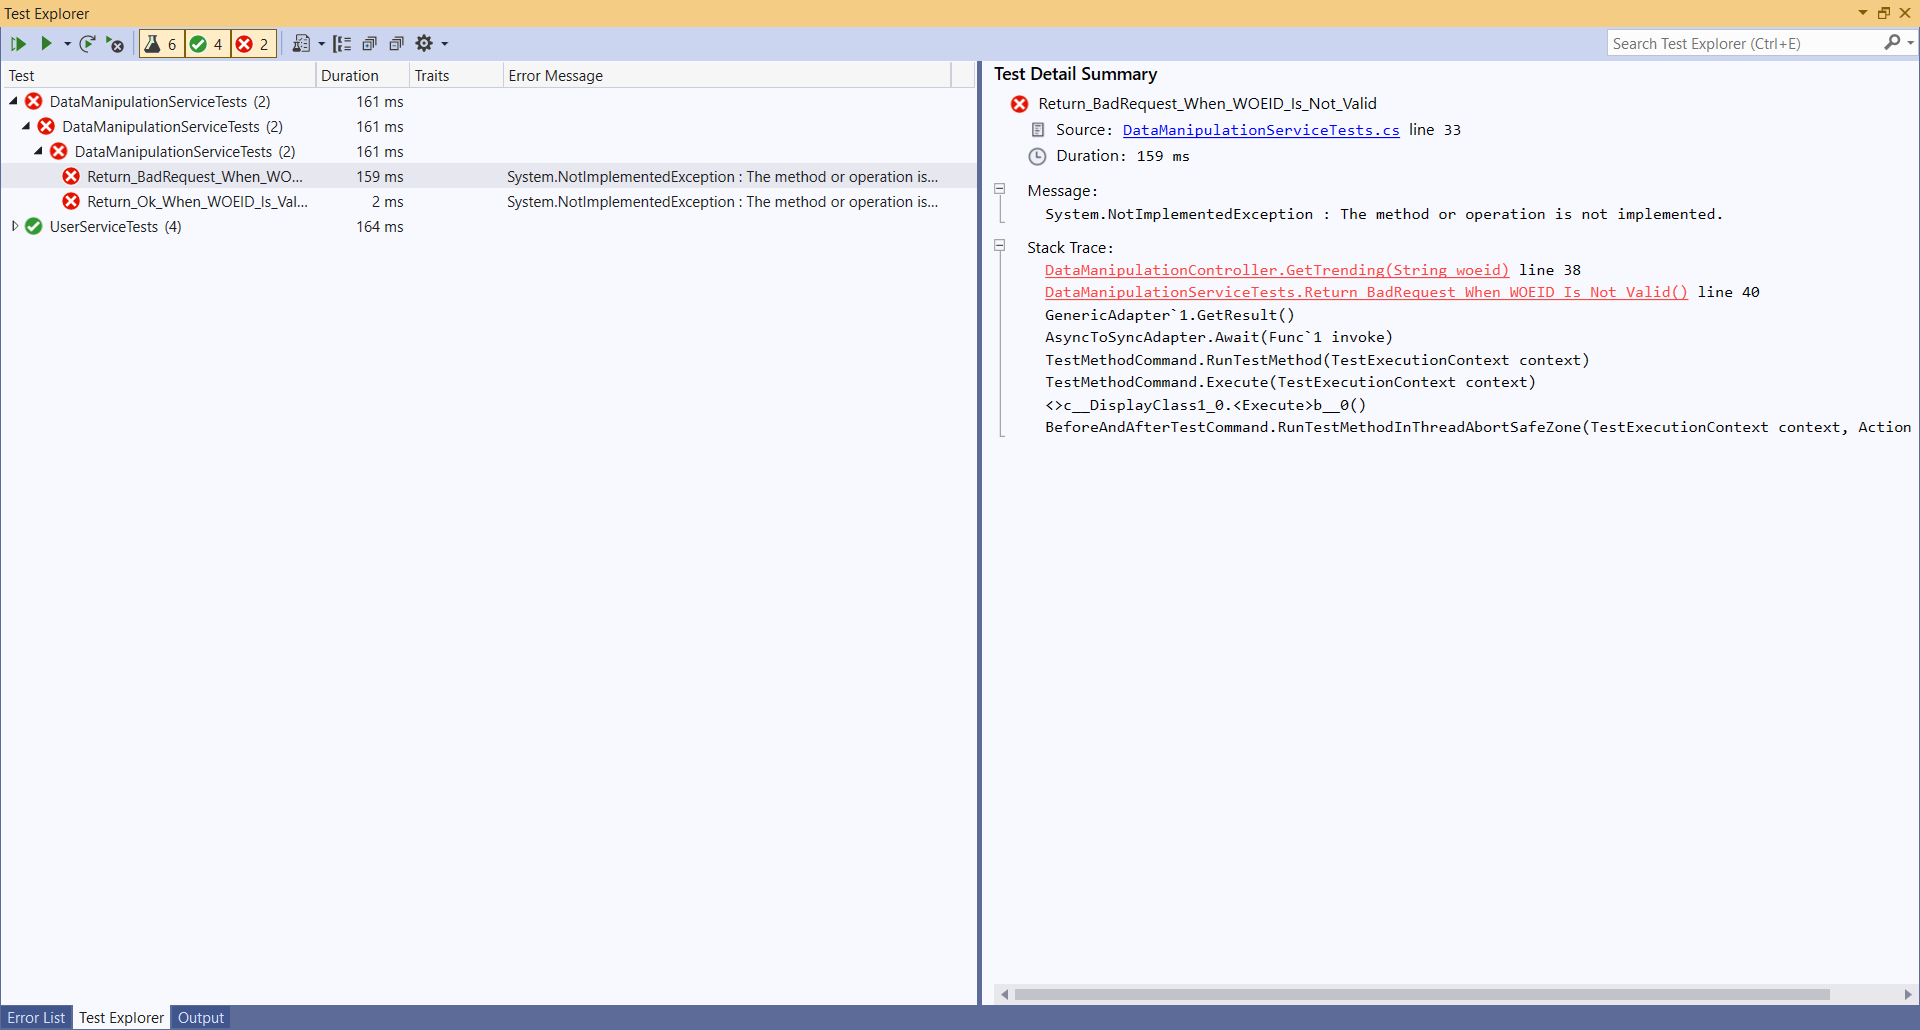 Test Explorer
6 4 2
Search Test Explorer (Ctrl+E)
Test Duration Traits Error Message
DataManipulationServiceTests (2) 161 ms
DataManipulationServiceTests (2) 161 ms
DataManipulationServiceTests (2) 161 ms
Return_BadRequest_When_WO... 159 ms System.NotImplementedException : The method or operation is...
Return_Ok_When_WOEID_Is_Val... 2 ms System.NotImplementedException : The method or operation is...
UserServiceTests (4) 164 ms
Test Detail Summary
Return_BadRequest_When_WOEID_Is_Not_Valid
Source: DataManipulationServiceTests.cs line 33
Duration: 159 ms
Message:
System.NotImplementedException : The method or operation is not implemented.
Stack Trace:
DataManipulationController.GetTrending(String woeid) line 38
DataManipulationServiceTests.Return_BadRequest_When_WOEID_Is_Not_Valid() line 40
GenericAdapter`1.GetResult()
AsyncToSyncAdapter.Await(Func`1 invoke)
TestMethodCommand.RunTestMethod(TestExecutionContext context)
TestMethodCommand.Execute(TestExecutionContext context)
<>c__DisplayClass1_0.<Execute>b__0()
BeforeAndAfterTestCommand.RunTestMethodInThreadAbortSafeZone(TestExecutionContext context, Action
Error List Test Explorer Output